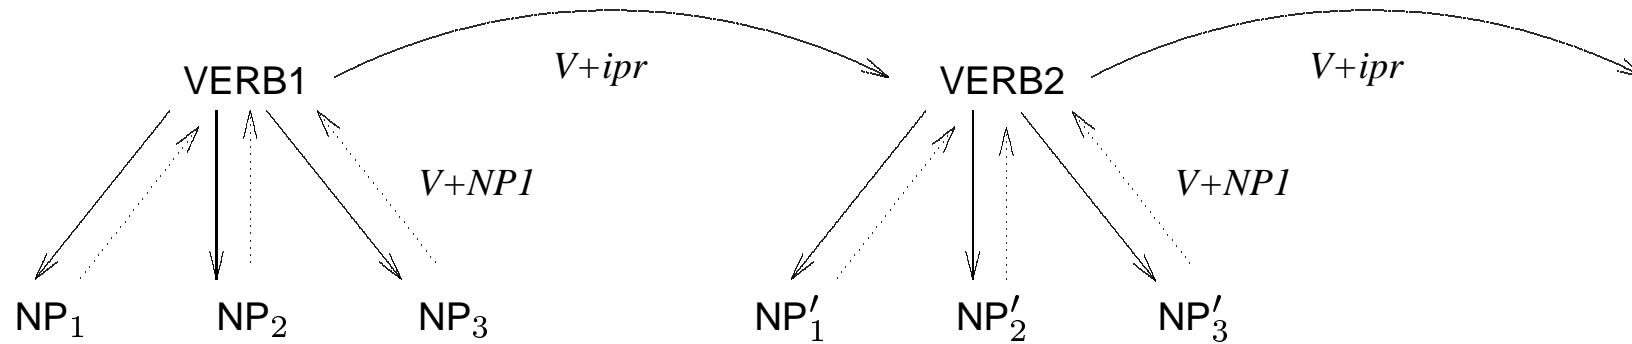 VERB1 V+ipr VERB2 V+ipr
V+NP1 V+NP1
NP₁ NP₂ NP₃ NP′₁ NP′₂ NP′₃